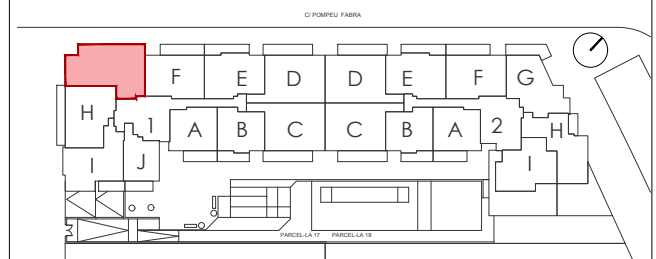 C/ POMPEU FABRA
F E D D E F G
H 1 A B C C B A 2 H
I J I
PARCEL·LA 17 PARCEL·LA 18